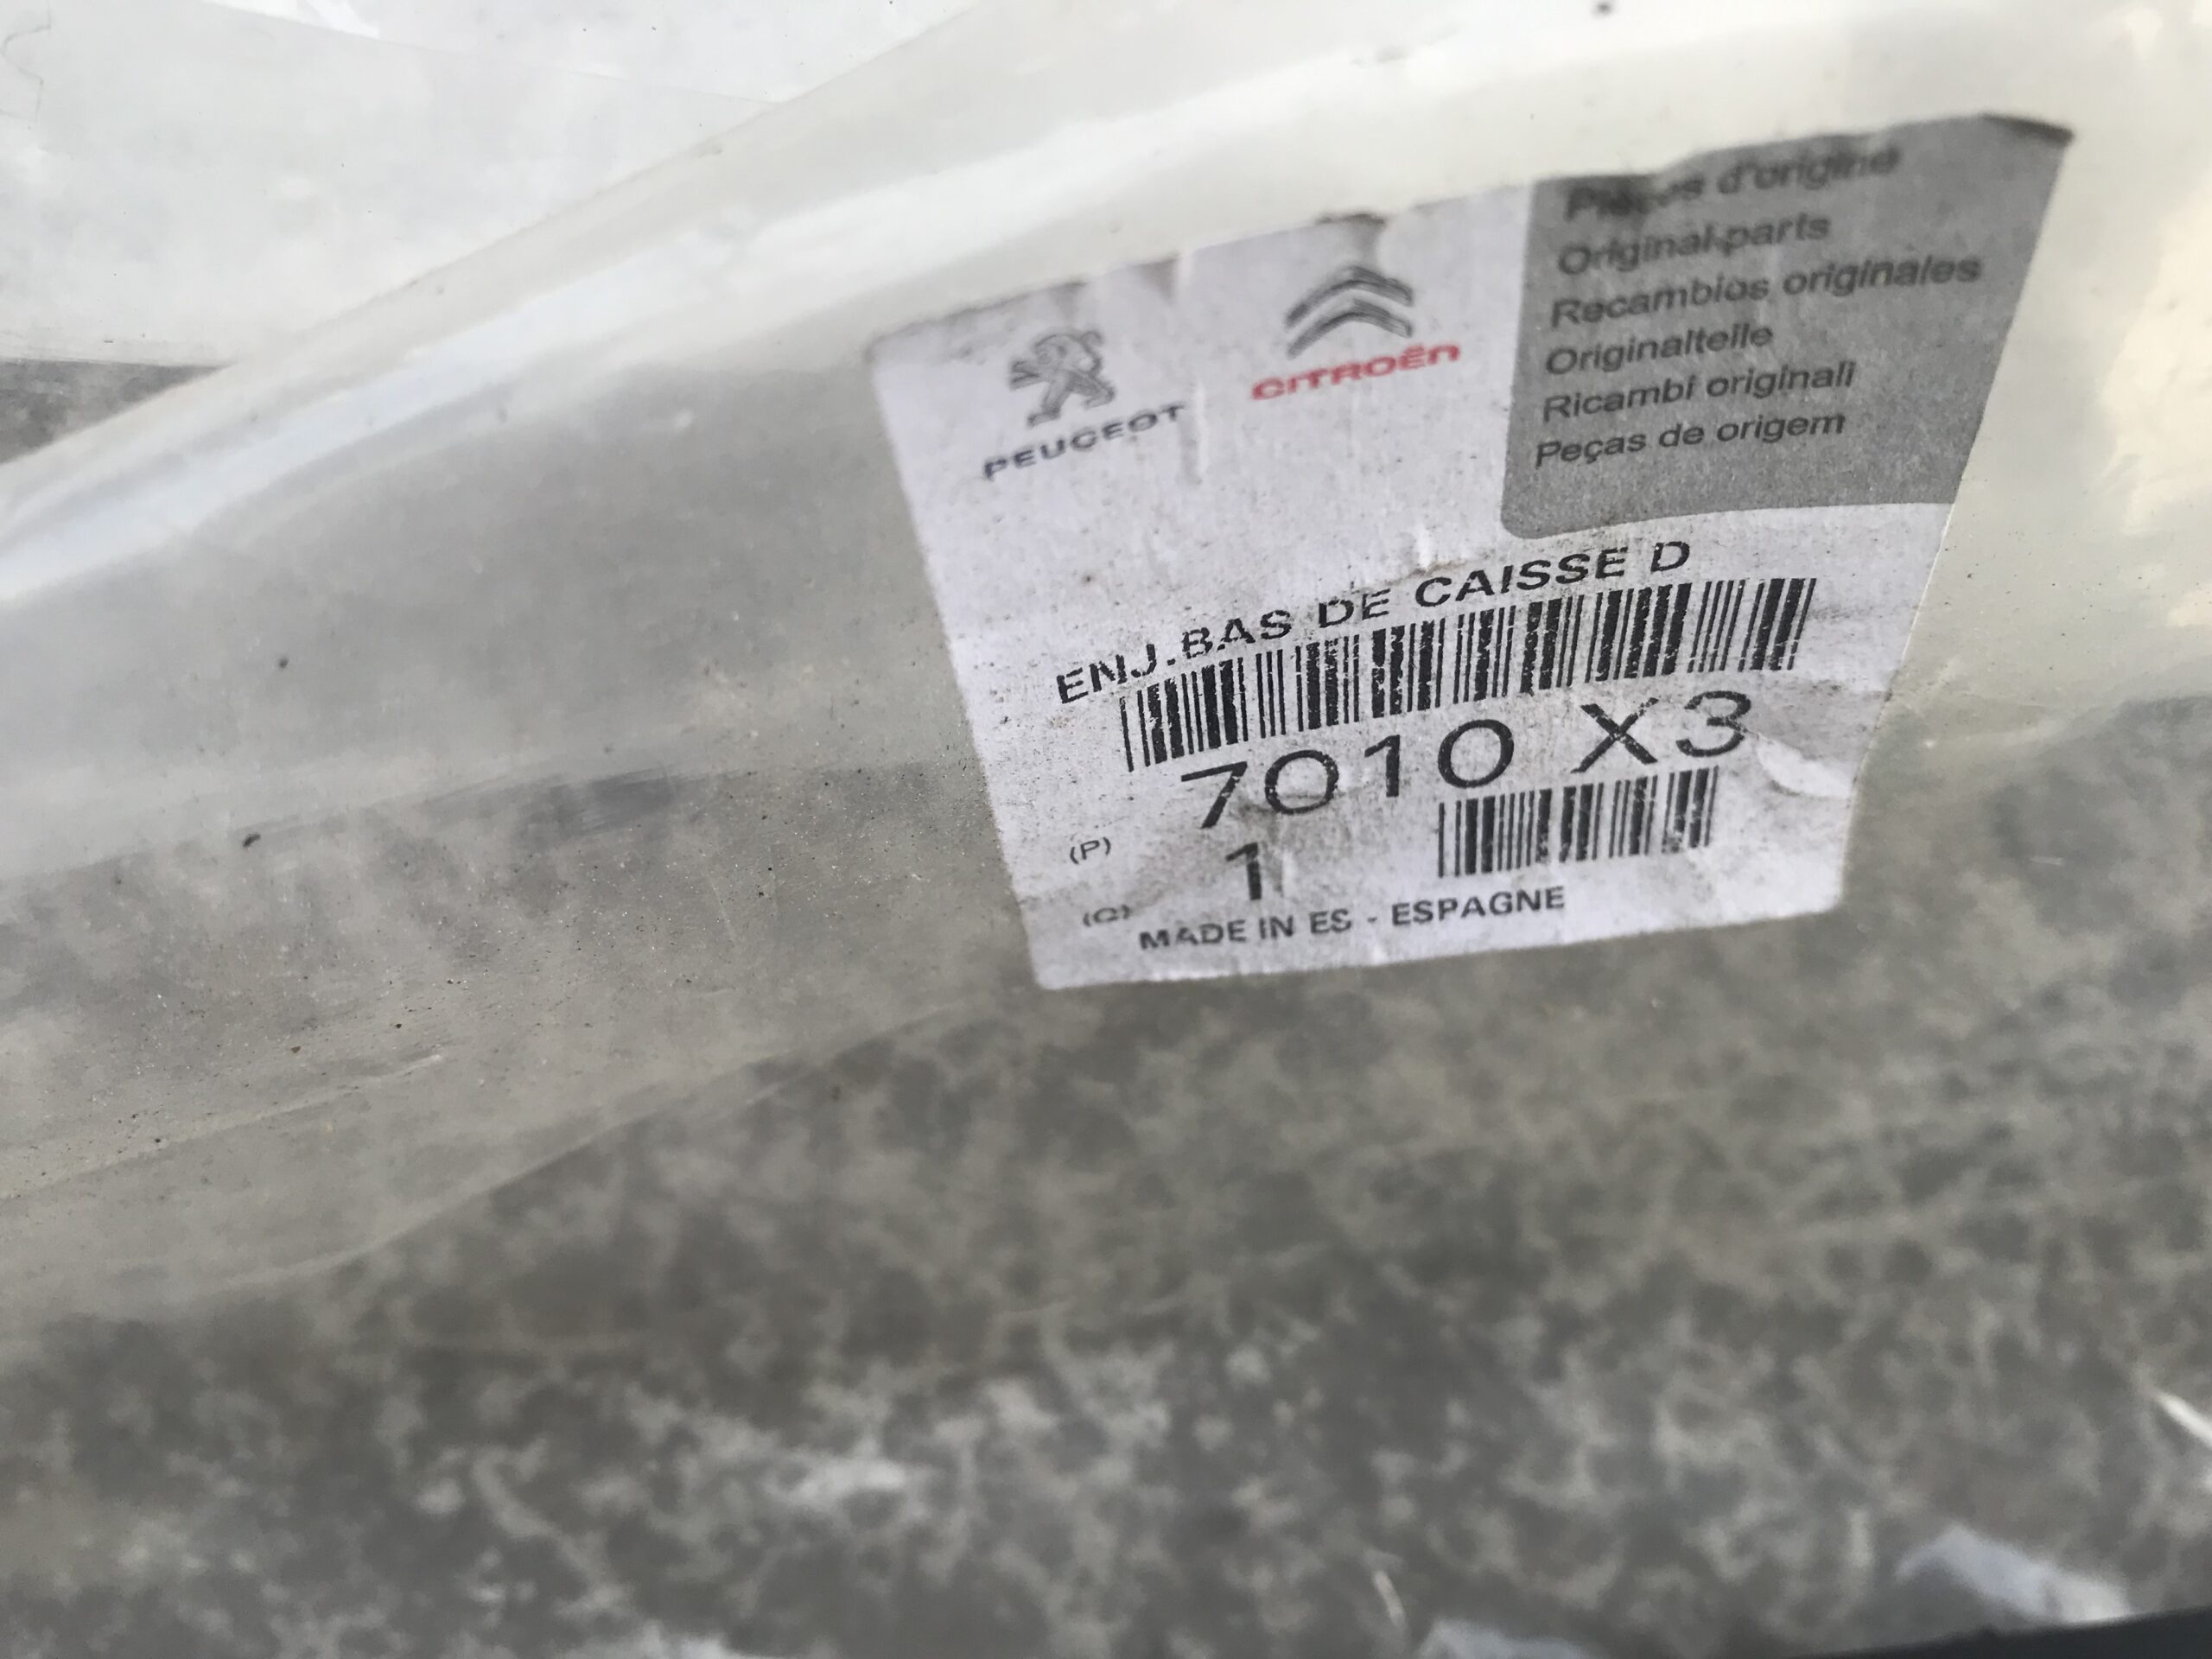 PEUGEOT
CITROËN
Pièces d'origine
Original parts
Recambios originales
Originalteile
Ricambi originali
Peças de origem
ENJ.BAS DE CAISSE D
7010 X3
(P)
1
(Q)
MADE IN ES - ESPAGNE